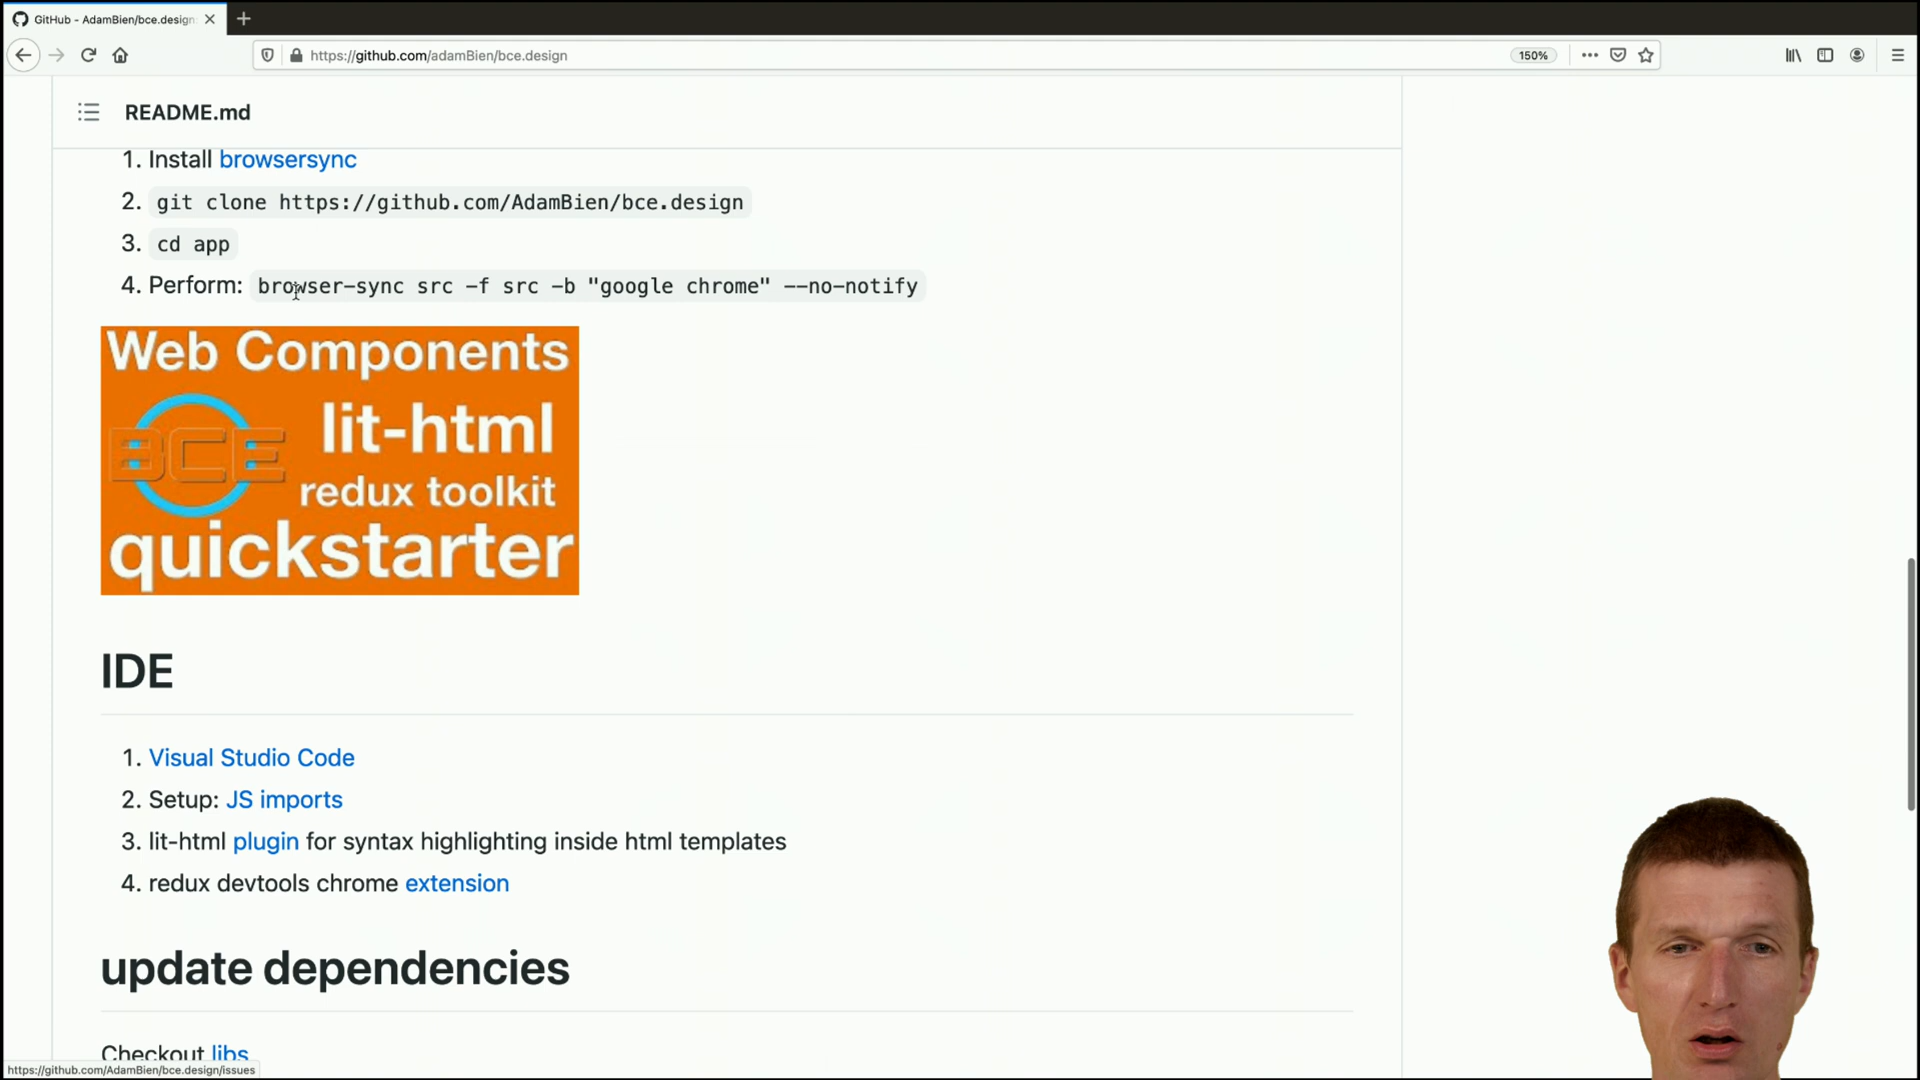 GitHub - AdamBien/bce.design
https://github.com/adamBien/bce.design
150%
README.md
1. Install browsersync
2. git clone https://github.com/AdamBien/bce.design
3. cd app
4. Perform: browser-sync src -f src -b "google chrome" --no-notify
Web Components
BCE
lit-html
redux toolkit
quickstarter
IDE
1. Visual Studio Code
2. Setup: JS imports
3. lit-html plugin for syntax highlighting inside html templates
4. redux devtools chrome extension
update dependencies
Checkout libs
https://github.com/AdamBien/bce.design/issues